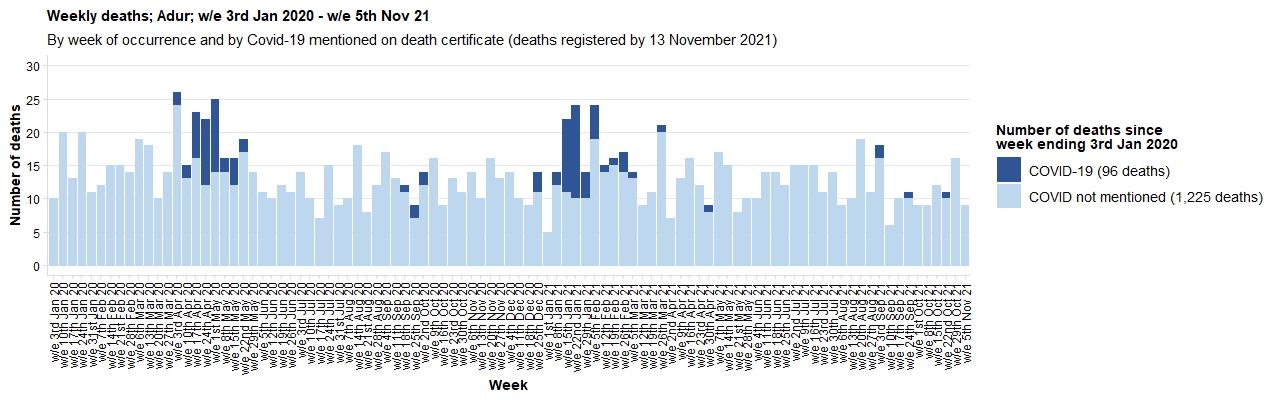 Weekly deaths; Adur; w/e 3rd Jan 2020 - w/e 5th Nov 21
By week of occurrence and by Covid-19 mentioned on death certificate (deaths registered by 13 November 2021)
Number of deaths
30
25
20
15
10
5
0
w/e 3rd Jan 20
w/e 10th Jan 20
w/e 17th Jan 20
w/e 24th Jan 20
w/e 31st Jan 20
w/e 7th Feb 20
w/e 14th Feb 20
w/e 21st Feb 20
w/e 28th Feb 20
w/e 6th Mar 20
w/e 13th Mar 20
w/e 20th Mar 20
w/e 27th Mar 20
w/e 3rd Apr 20
w/e 10th Apr 20
w/e 17th Apr 20
w/e 24th Apr 20
w/e 1st May 20
w/e 8th May 20
w/e 15th May 20
w/e 22nd May 20
w/e 29th May 20
w/e 5th Jun 20
w/e 12th Jun 20
w/e 19th Jun 20
w/e 26th Jun 20
w/e 3rd Jul 20
w/e 10th Jul 20
w/e 17th Jul 20
w/e 24th Jul 20
w/e 31st Jul 20
w/e 7th Aug 20
w/e 14th Aug 20
w/e 21st Aug 20
w/e 28th Aug 20
w/e 4th Sep 20
w/e 11th Sep 20
w/e 18th Sep 20
w/e 25th Sep 20
w/e 2nd Oct 20
w/e 9th Oct 20
w/e 16th Oct 20
w/e 23rd Oct 20
w/e 30th Oct 20
w/e 6th Nov 20
w/e 13th Nov 20
w/e 20th Nov 20
w/e 27th Nov 20
w/e 4th Dec 20
w/e 11th Dec 20
w/e 18th Dec 20
w/e 25th Dec 20
w/e 1st Jan 21
w/e 8th Jan 21
w/e 15th Jan 21
w/e 22nd Jan 21
w/e 29th Jan 21
w/e 5th Feb 21
w/e 12th Feb 21
w/e 19th Feb 21
w/e 26th Feb 21
w/e 5th Mar 21
w/e 12th Mar 21
w/e 19th Mar 21
w/e 26th Mar 21
w/e 2nd Apr 21
w/e 9th Apr 21
w/e 16th Apr 21
w/e 23rd Apr 21
w/e 30th Apr 21
w/e 7th May 21
w/e 14th May 21
w/e 21st May 21
w/e 28th May 21
w/e 4th Jun 21
w/e 11th Jun 21
w/e 18th Jun 21
w/e 25th Jun 21
w/e 2nd Jul 21
w/e 9th Jul 21
w/e 16th Jul 21
w/e 23rd Jul 21
w/e 30th Jul 21
w/e 6th Aug 21
w/e 13th Aug 21
w/e 20th Aug 21
w/e 27th Aug 21
w/e 3rd Sep 21
w/e 10th Sep 21
w/e 17th Sep 21
w/e 24th Sep 21
w/e 1st Oct 21
w/e 8th Oct 21
w/e 15th Oct 21
w/e 22nd Oct 21
w/e 29th Oct 21
w/e 5th Nov 21
Week
Number of deaths since
week ending 3rd Jan 2020
COVID-19 (96 deaths)
COVID not mentioned (1,225 deaths)